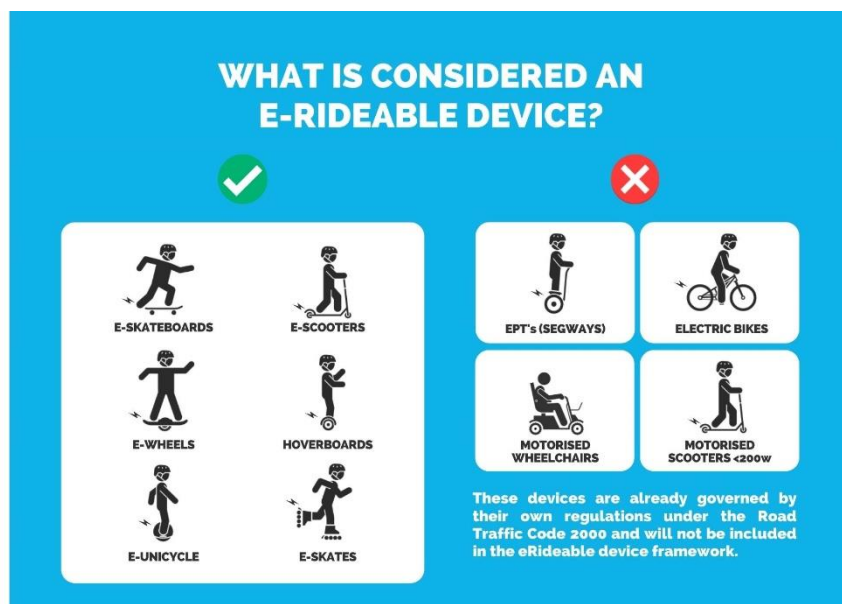 WHAT IS CONSIDERED AN
E-RIDEABLE DEVICE?
E-SKATEBOARDS
E-SCOOTERS
E-WHEELS
HOVERBOARDS
E-UNICYCLE
E-SKATES
EPT's (SEGWAYS)
ELECTRIC BIKES
MOTORISED
WHEELCHAIRS
MOTORISED
SCOOTERS <200w
These devices are already governed by
their own regulations under the Road
Traffic Code 2000 and will not be included
in the eRideable device framework.